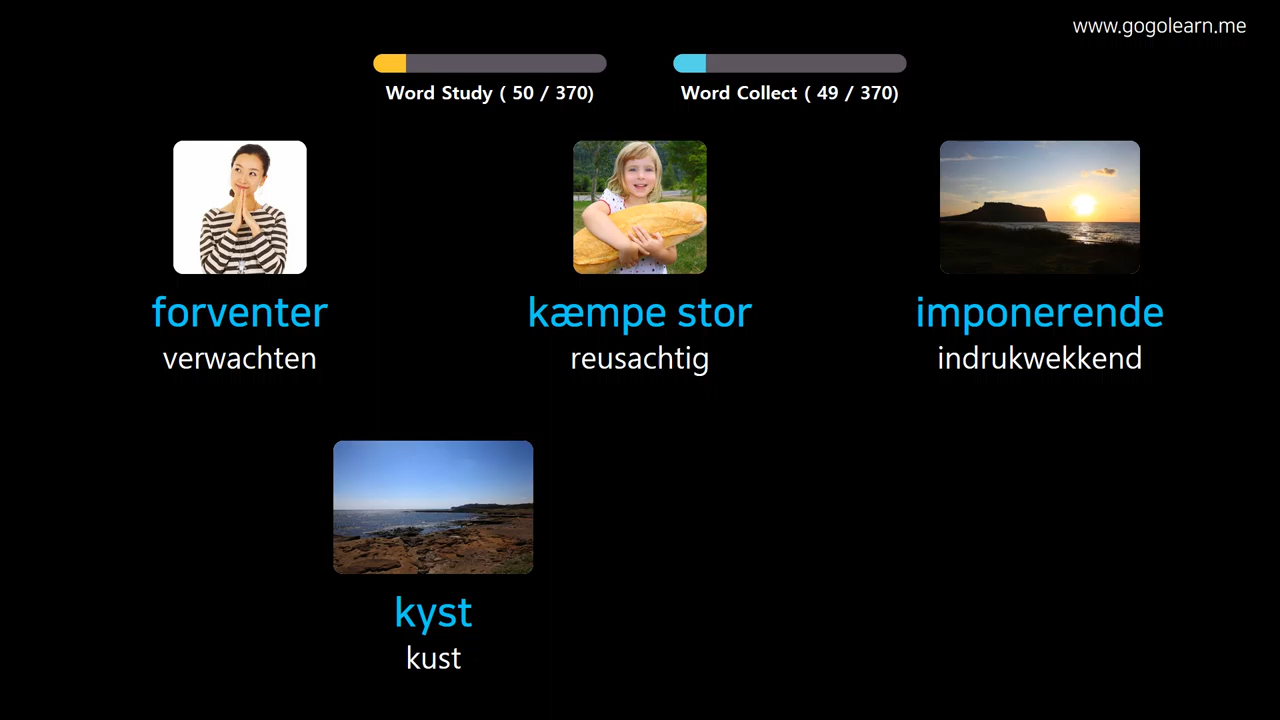 www.gogolearn.me
Word Study ( 50 / 370)
Word Collect ( 49 / 370)
forventer
verwachten
kæmpe stor
reusachtig
imponerende
indrukwekkend
kyst
kust